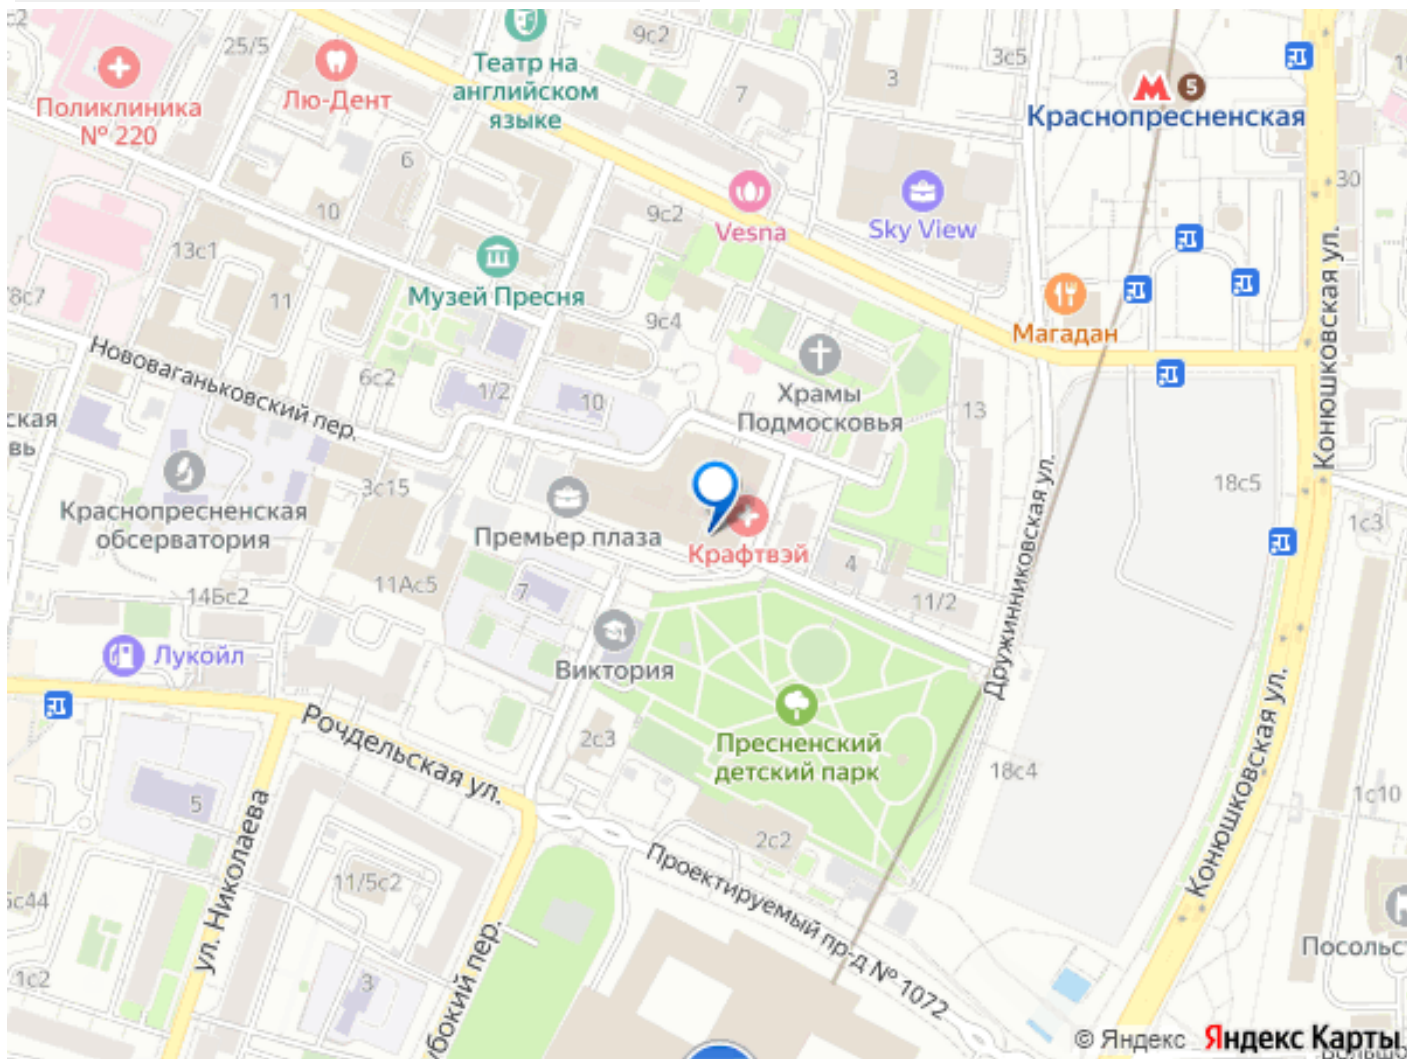 25/5
Поликлиника
№ 220
Лю-Дент
Театр на
английском
языке
9с2
3
3с5
7
5
Краснопресненская
30
6
10
9с2
Vesna
Sky View
13с1
11
Музей Пресня
9с4
Магадан
Конюшковская ул.
Нововаганьковский пер.
6с2
1/2
10
Храмы
Подмосковья
13
3с15
Краснопресненская
обсерватория
Премьер плаза
Крафтвэй
18с5
1с3
11Ас5
14Бс2
7
4
11/2
Дружинниковская ул.
Лукойл
Виктория
Рочдельская ул.
2с3
Пресненский
детский парк
18с4
1с10
5
ул. Николаева
2с2
Конюшковская ул.
11/5с2
Проектируемый пр-д № 1072
1с2
3
© Яндекс Яндекс Карты